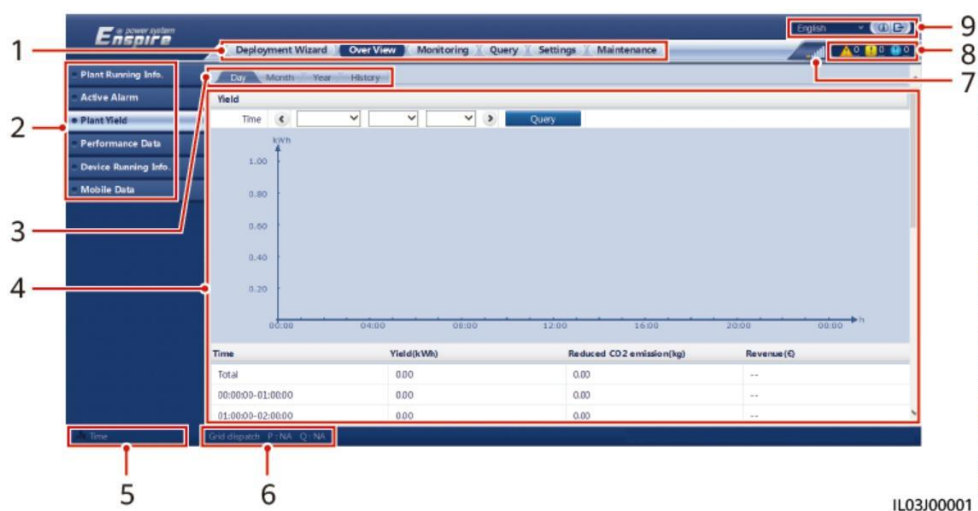 e power system
Enspire
English
1
Deployment Wizard Over View Monitoring Query Settings Maintenance
0 0 0
9
8
7
2
Plant Running Info.
Active Alarm
Plant Yield
Performance Data
Device Running Info.
Mobile Data
3
Day Month Year History
4
Yield
Time Query
kWh
1.00
0.80
0.60
0.40
0.20
00:00 04:00 08:00 12:00 16:00 20:00 00:00 h
Time Yield(kWh) Reduced CO2 emission(kg) Revenue(€)
Total 0.00 0.00 --
00:00:00-01:00:00 0.00 0.00 --
01:00:00-02:00:00 0.00 0.00 --
Time
Grid dispatch P : NA Q : NA
5
6
IL03J00001